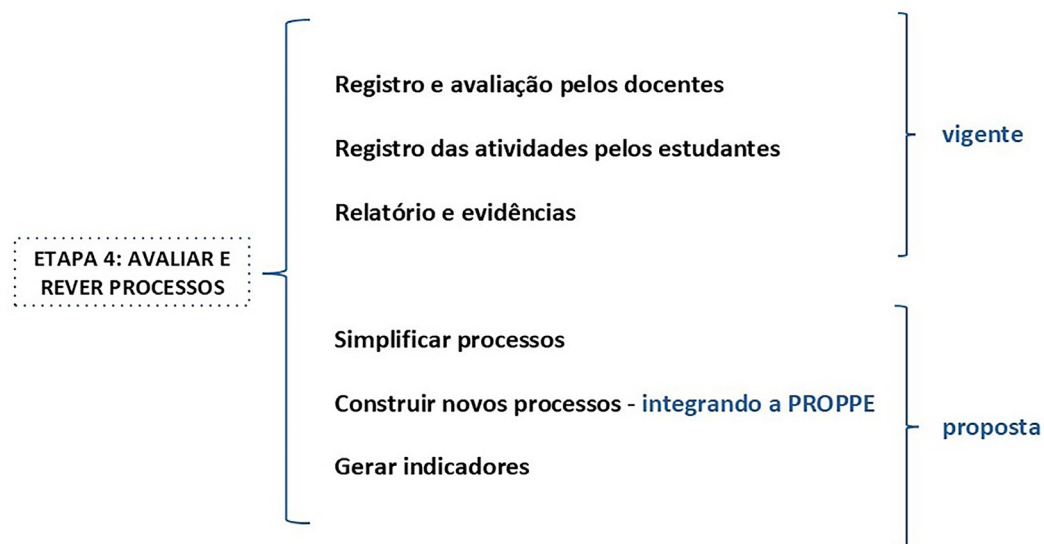 Registro e avaliação pelos docentes
Registro das atividades pelos estudantes
Relatório e evidências
vigente
ETAPA 4: AVALIAR E
REVER PROCESSOS
Simplificar processos
Construir novos processos - integrando a PROPPE
Gerar indicadores
proposta